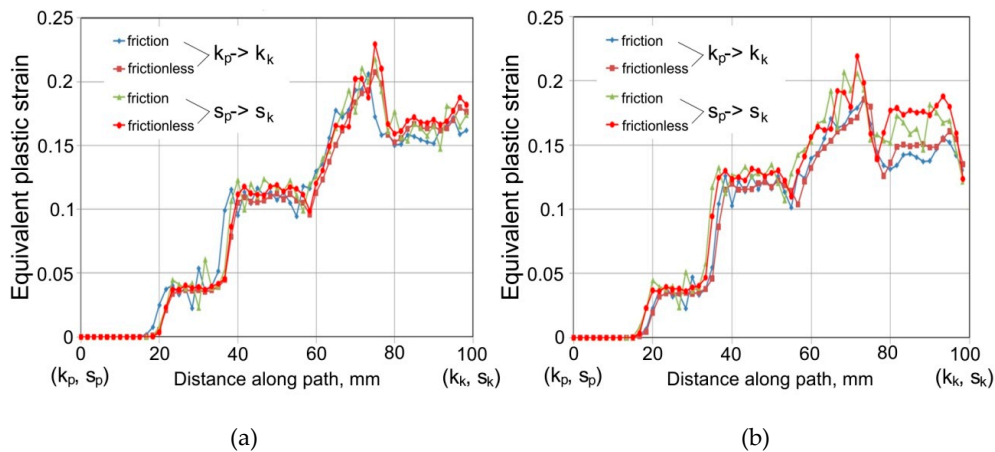 0.25
0.2
0.15
0.1
0.05
0
Equivalent plastic strain
friction
frictionless
kp-> kk
friction
frictionless
sp-> sk
0 20 40 60 80 100
(kp, sp) Distance along path, mm (kk, sk)
(a)
0.25
0.2
0.15
0.1
0.05
0
Equivalent plastic strain
friction
frictionless
kp-> kk
friction
frictionless
sp-> sk
0 20 40 60 80 100
(kp, sp) Distance along path, mm (kk, sk)
(b)